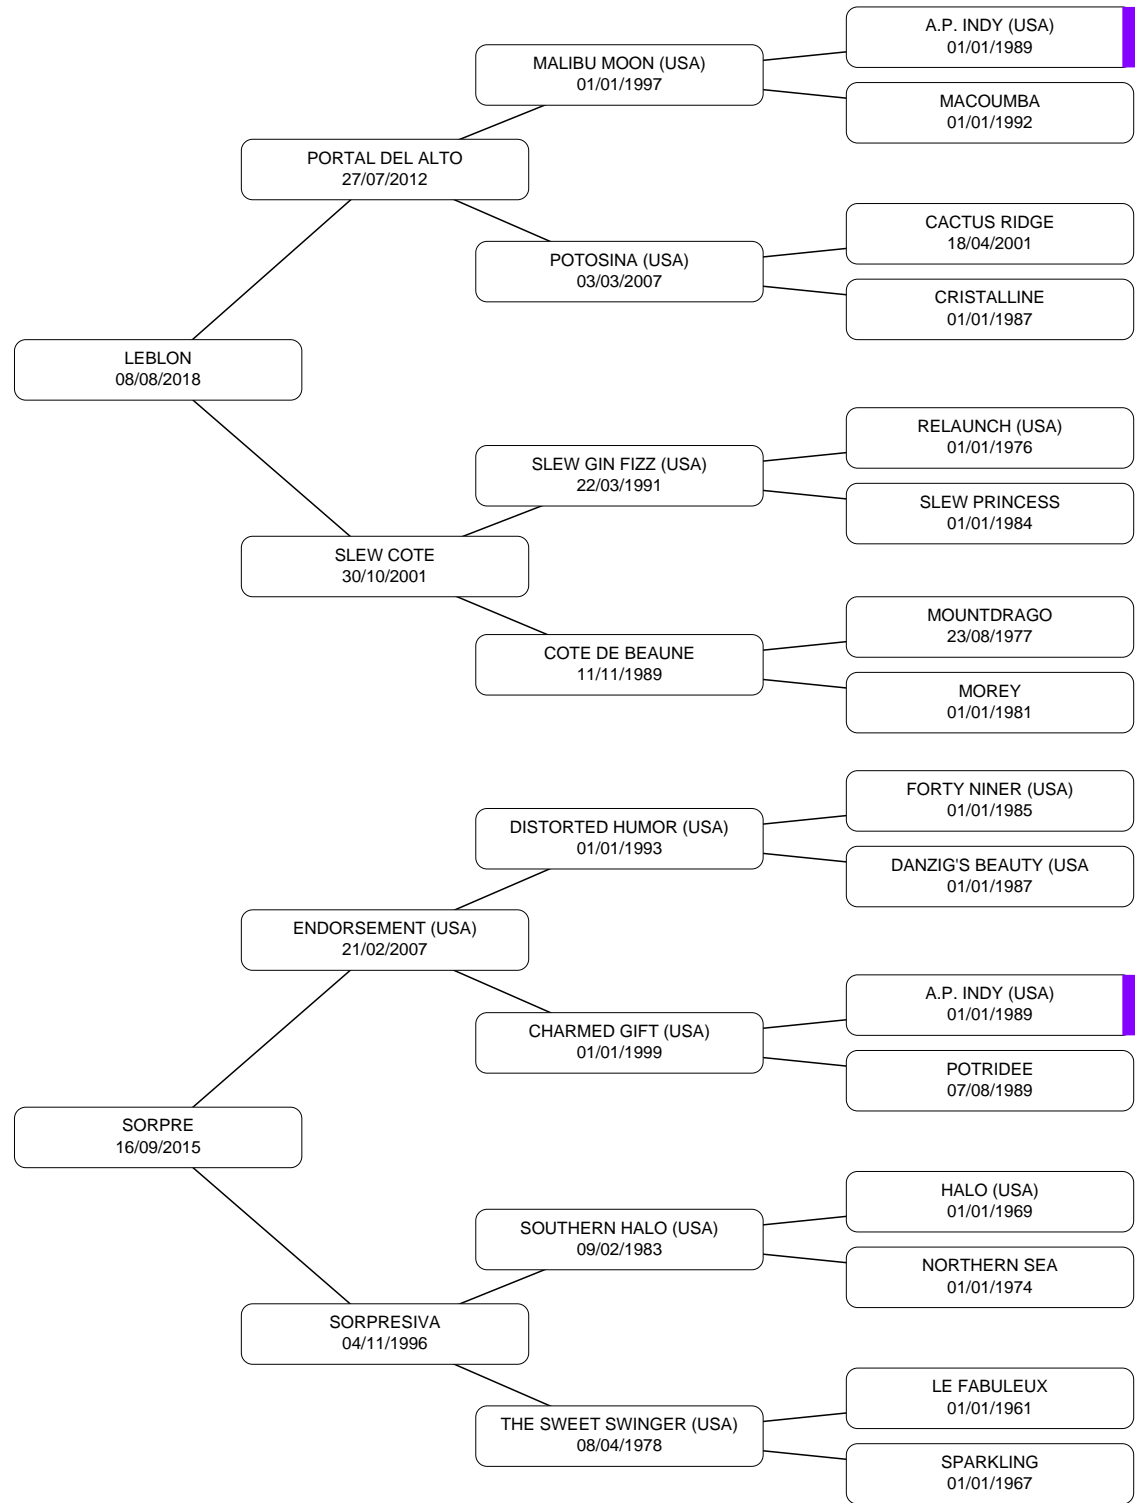 A.P. INDY (USA)
01/01/1989
MALIBU MOON (USA)
01/01/1997
MACOUMBA
01/01/1992
PORTAL DEL ALTO
27/07/2012
CACTUS RIDGE
18/04/2001
POTOSINA (USA)
03/03/2007
CRISTALLINE
01/01/1987
LEBLON
08/08/2018
RELAUNCH (USA)
01/01/1976
SLEW GIN FIZZ (USA)
22/03/1991
SLEW PRINCESS
01/01/1984
SLEW COTE
30/10/2001
MOUNTDRAGO
23/08/1977
COTE DE BEAUNE
11/11/1989
MOREY
01/01/1981
FORTY NINER (USA)
01/01/1985
DISTORTED HUMOR (USA)
01/01/1993
DANZIG'S BEAUTY (USA
01/01/1987
ENDORSEMENT (USA)
21/02/2007
A.P. INDY (USA)
01/01/1989
CHARMED GIFT (USA)
01/01/1999
POTRIDEE
07/08/1989
SORPRE
16/09/2015
HALO (USA)
01/01/1969
SOUTHERN HALO (USA)
09/02/1983
NORTHERN SEA
01/01/1974
SORPRESIVA
04/11/1996
LE FABULEUX
01/01/1961
THE SWEET SWINGER (USA)
08/04/1978
SPARKLING
01/01/1967